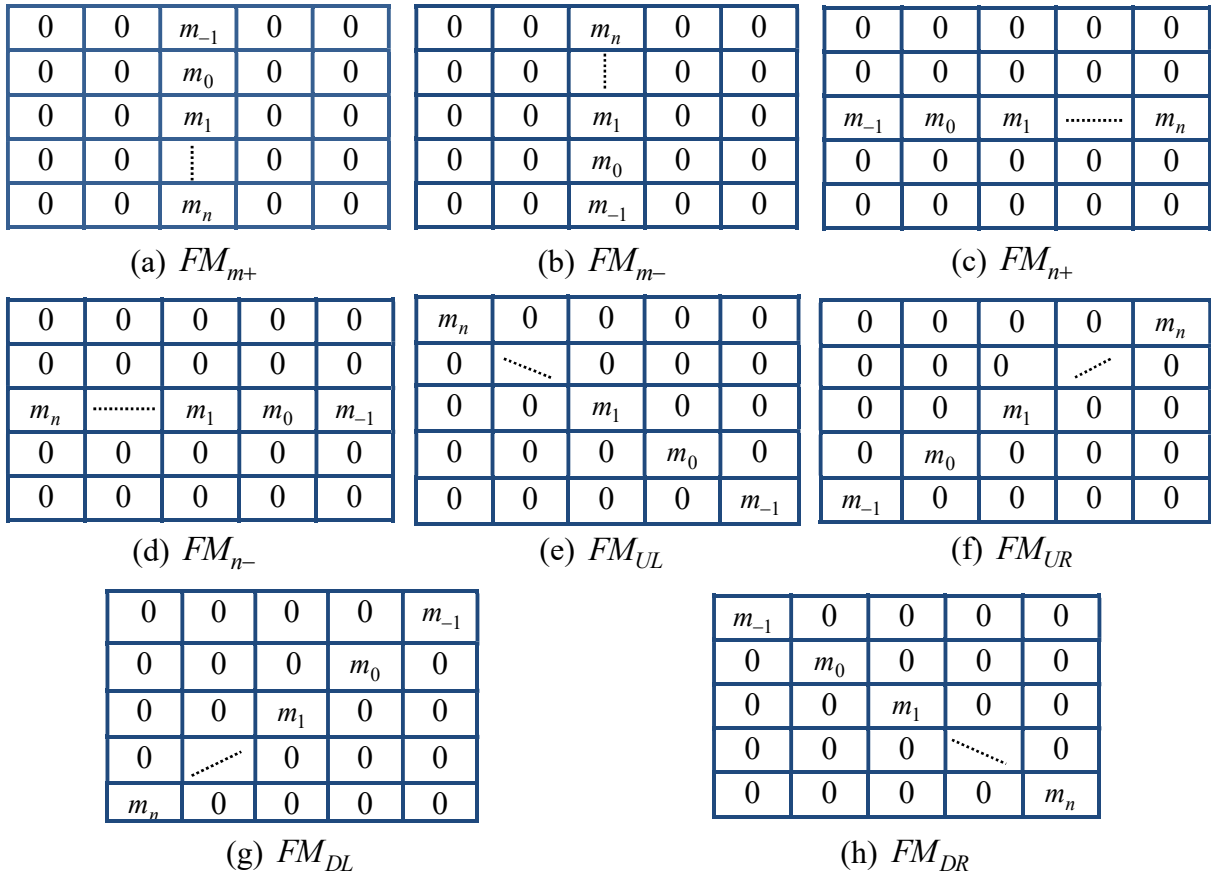 0 0 m₋₁ 0 0
0 0 m₀ 0 0
0 0 m₁ 0 0
0 0 ⋮ 0 0
0 0 mₙ 0 0
(a) FMₘ₊
0 0 mₙ 0 0
0 0 ⋮ 0 0
0 0 m₁ 0 0
0 0 m₀ 0 0
0 0 m₋₁ 0 0
(b) FMₘ₋
0 0 0 0 0
0 0 0 0 0
m₋₁ m₀ m₁ ⋯ mₙ
0 0 0 0 0
0 0 0 0 0
(c) FMₙ₊
0 0 0 0 0
0 0 0 0 0
mₙ ⋯ m₁ m₀ m₋₁
0 0 0 0 0
0 0 0 0 0
(d) FMₙ₋
mₙ 0 0 0 0
0 ⋱ 0 0 0
0 0 m₁ 0 0
0 0 0 m₀ 0
0 0 0 0 m₋₁
(e) FM_UL
0 0 0 0 mₙ
0 0 0 ⋰ 0
0 0 m₁ 0 0
0 m₀ 0 0 0
m₋₁ 0 0 0 0
(f) FM_UR
0 0 0 0 m₋₁
0 0 0 m₀ 0
0 0 m₁ 0 0
0 ⋰ 0 0 0
mₙ 0 0 0 0
(g) FM_DL
m₋₁ 0 0 0 0
0 m₀ 0 0 0
0 0 m₁ 0 0
0 0 0 ⋱ 0
0 0 0 0 mₙ
(h) FM_DR